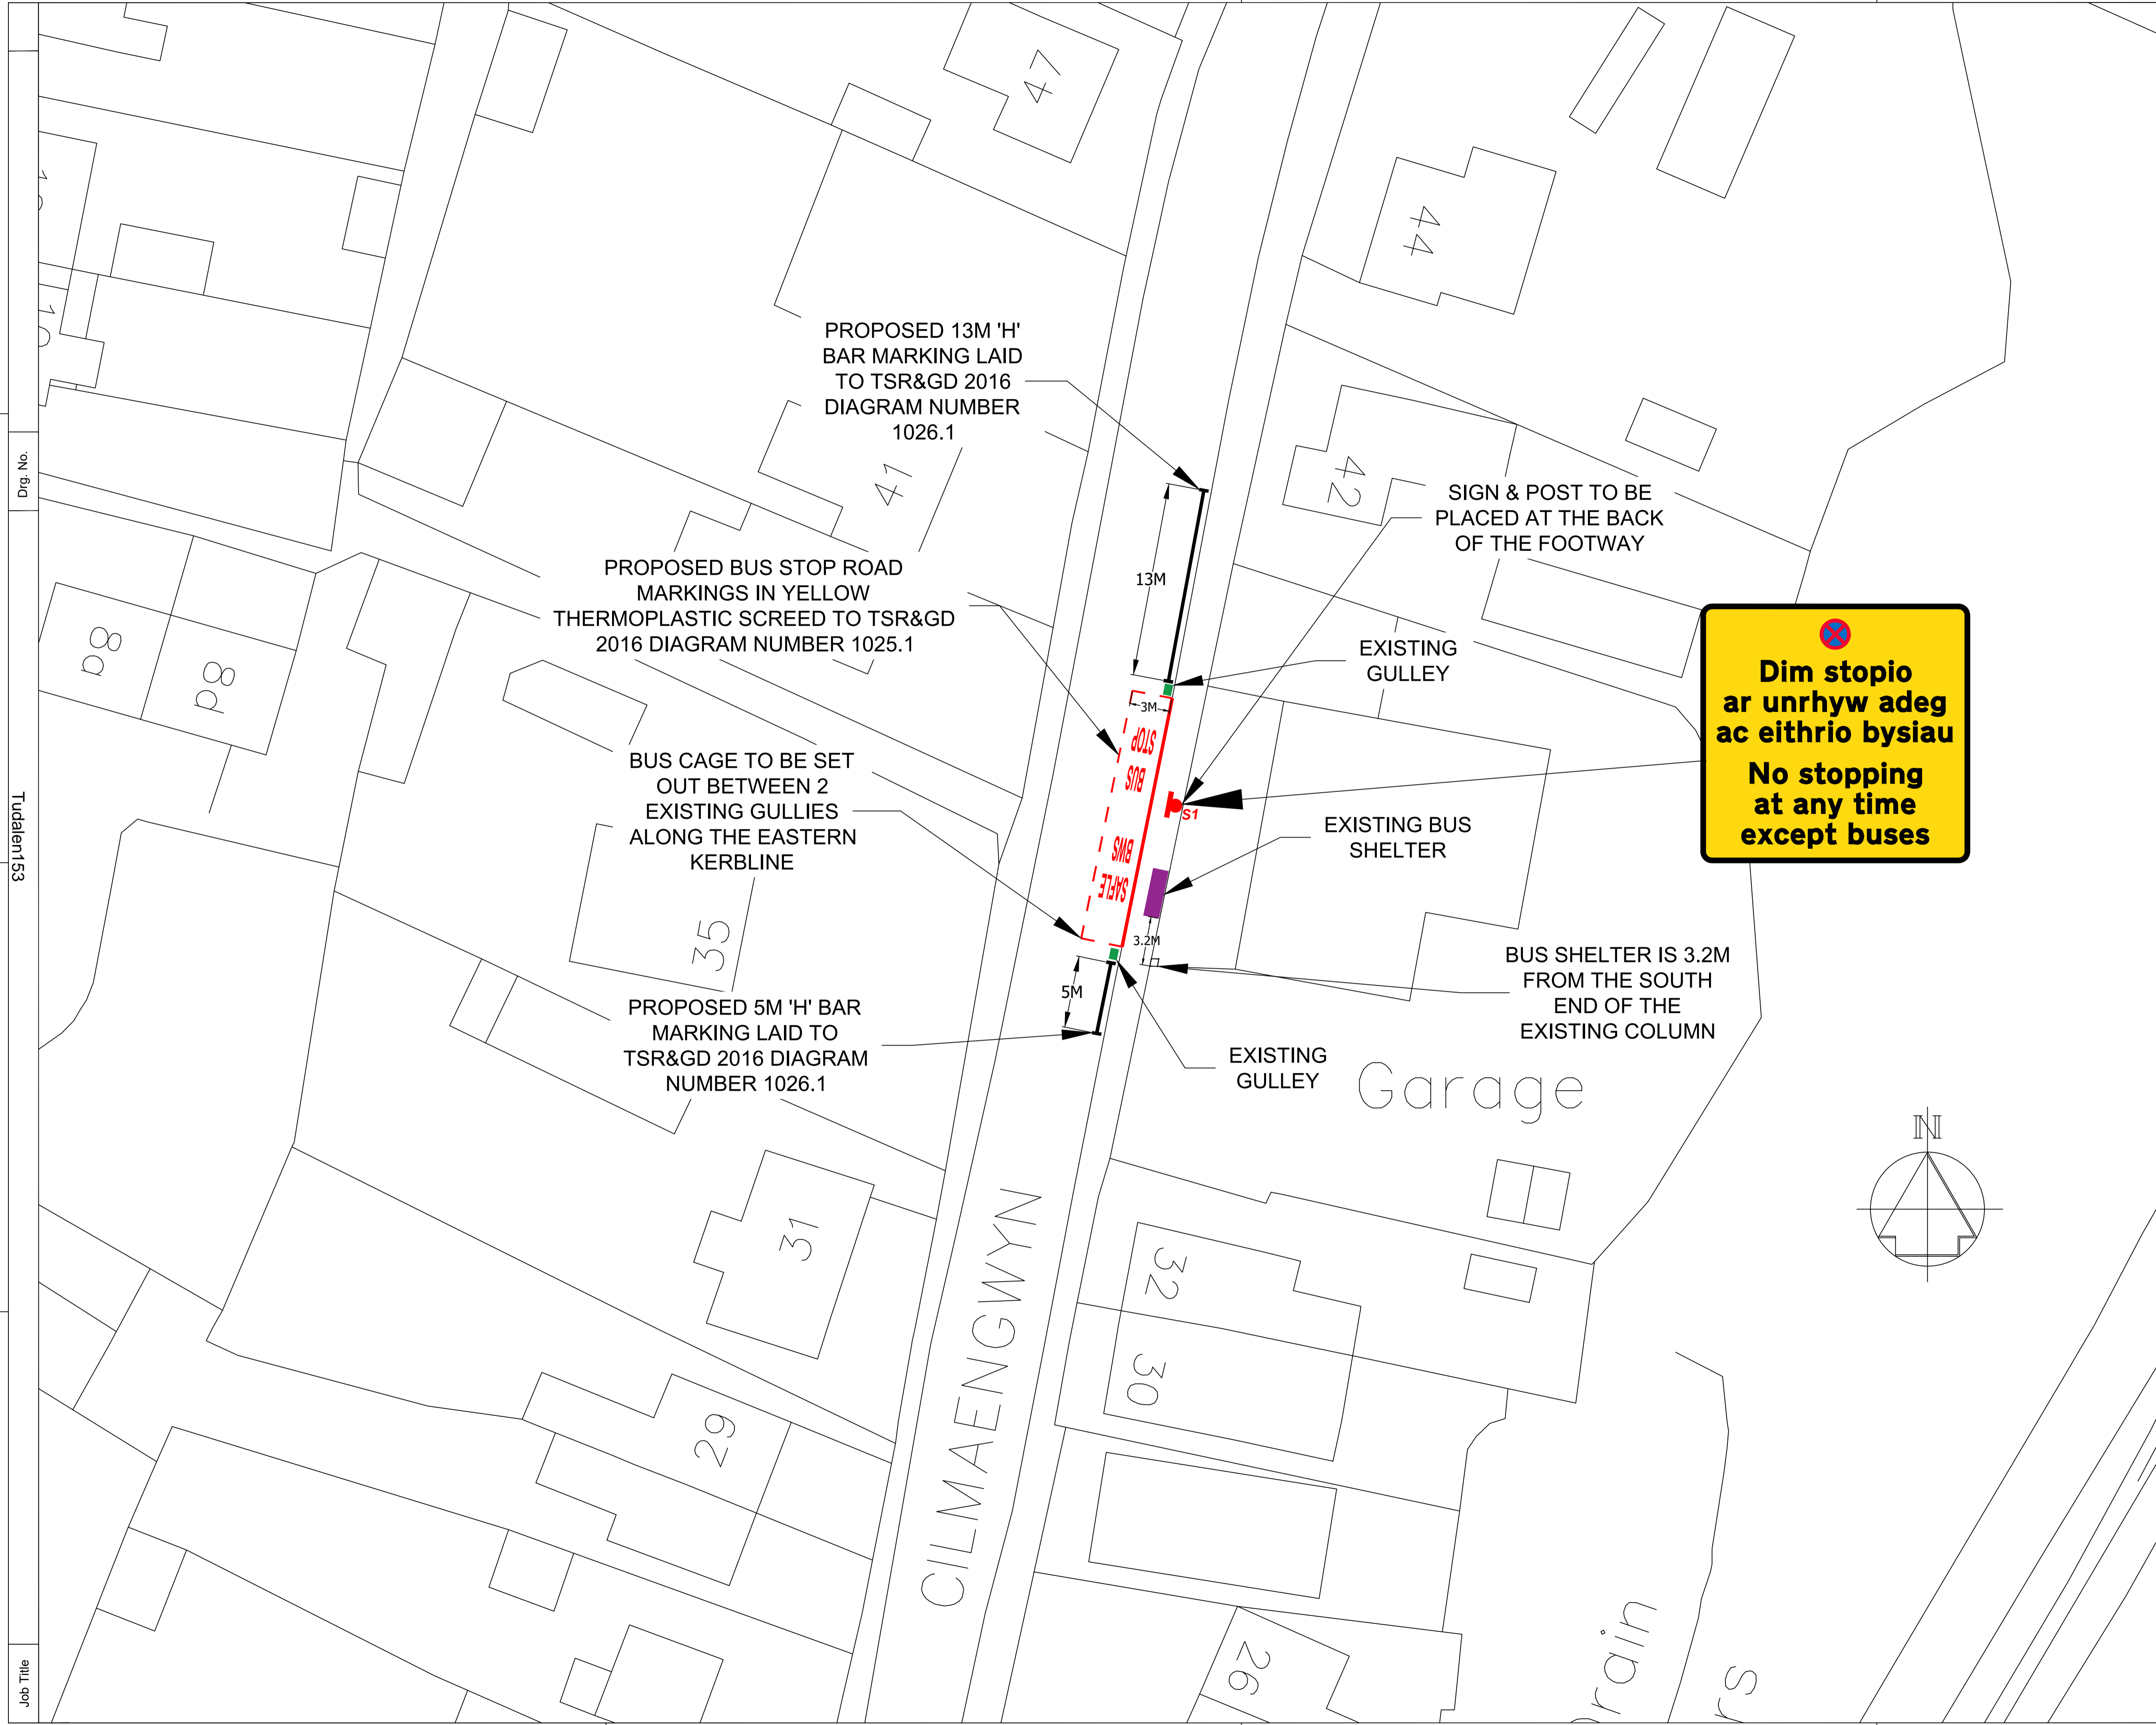 47
44
PROPOSED 13M 'H'
BAR MARKING LAID
TO TSR&GD 2016
DIAGRAM NUMBER
1026.1
41
42
SIGN & POST TO BE
PLACED AT THE BACK
OF THE FOOTWAY
Drg. No.
13M
PROPOSED BUS STOP ROAD
MARKINGS IN YELLOW
THERMOPLASTIC SCREED TO TSR&GD
2016 DIAGRAM NUMBER 1025.1
EXISTING
GULLEY
8a
8d
3M
STOP
BUS
BWS
SAFLE
Dim stopio
ar unrhyw adeg
ac eithrio bysiau
No stopping
at any time
except buses
BUS CAGE TO BE SET
OUT BETWEEN 2
EXISTING GULLIES
ALONG THE EASTERN
KERBLINE
S1
EXISTING BUS
SHELTER
Tudalen153
35
3.2M
BUS SHELTER IS 3.2M
FROM THE SOUTH
END OF THE
EXISTING COLUMN
5M
PROPOSED 5M 'H' BAR
MARKING LAID TO
TSR&GD 2016 DIAGRAM
NUMBER 1026.1
EXISTING
GULLEY
Garage
N
31
32
30
CILMAENGWYN
29
26
Job Title